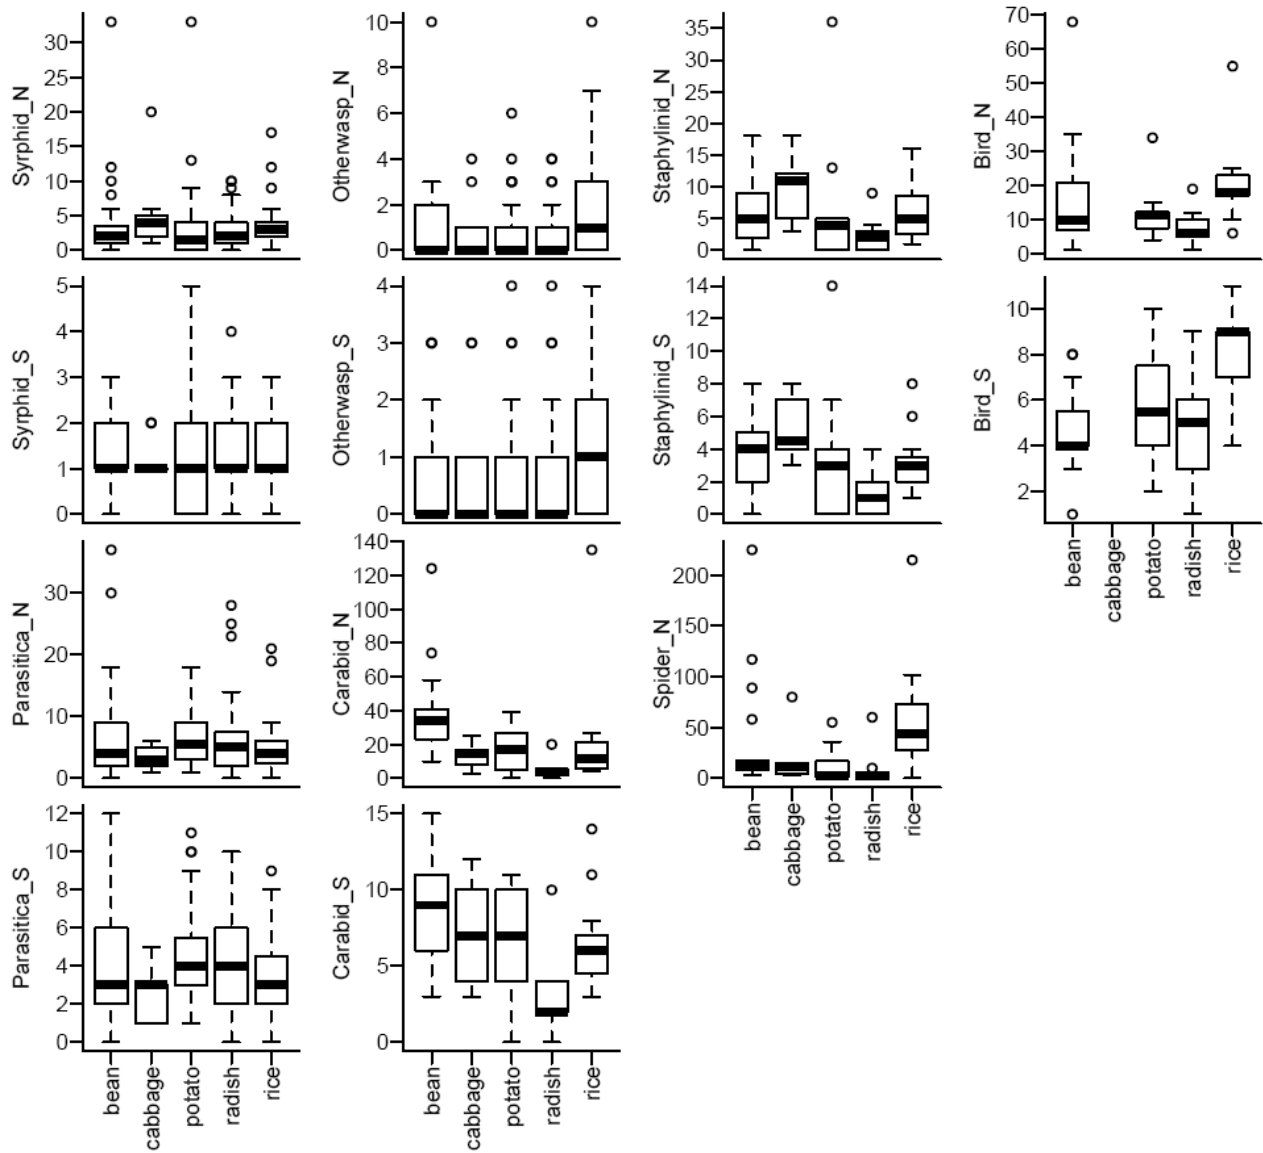 Syrphid_N
30
25
20
15
10
5
0
Otherwasp_N
10
8
6
4
2
0
Staphylinid_N
35
30
25
20
15
10
5
0
Bird_N
70
60
50
40
30
20
10
0
Syrphid_S
5
4
3
2
1
0
Otherwasp_S
4
3
2
1
0
Staphylinid_S
14
12
10
8
6
4
2
0
Bird_S
10
8
6
4
2
bean
cabbage
potato
radish
rice
Parasitica_N
30
20
10
0
Carabid_N
140
120
100
80
60
40
20
0
Spider_N
200
150
100
50
0
bean
cabbage
potato
radish
rice
Parasitica_S
12
10
8
6
4
2
0
bean
cabbage
potato
radish
rice
Carabid_S
15
10
5
0
bean
cabbage
potato
radish
rice